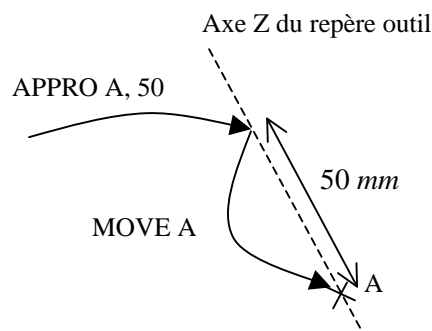 Axe Z du repère outil
APPRO A, 50
50 mm
MOVE A
A